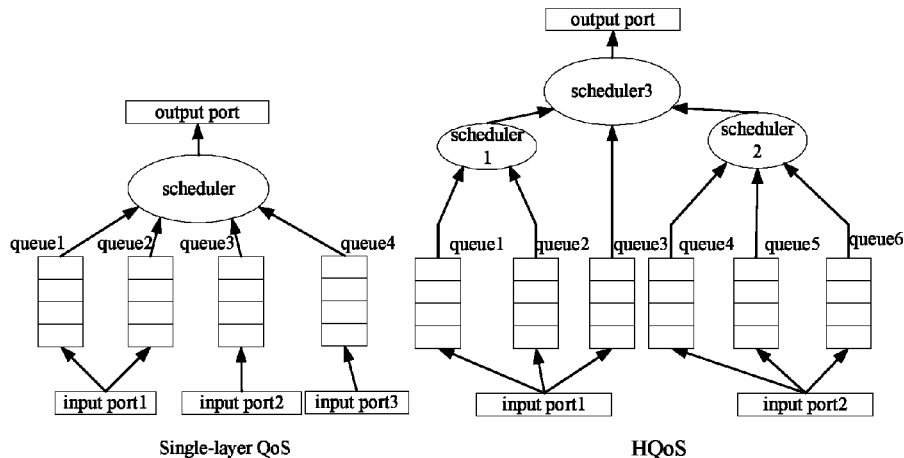 output port
scheduler
queue1
queue2
queue3
queue4
input port1
input port2
input port3
Single-layer QoS
output port
scheduler3
scheduler
1
scheduler
2
queue1
queue2
queue3
queue4
queue5
queue6
input port1
input port2
HQoS